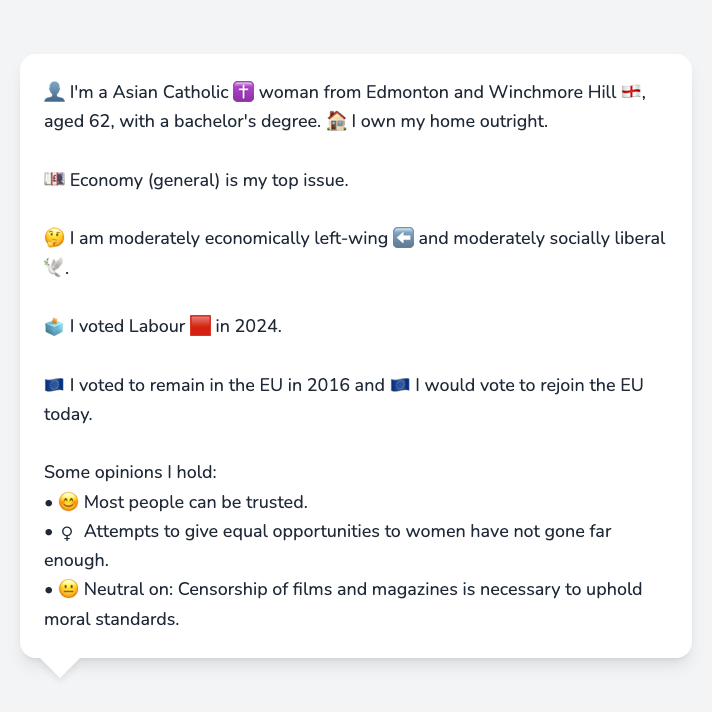 👤 I'm a Asian Catholic ✝️ woman from Edmonton and Winchmore Hill 🏴󠁧󠁢󠁥󠁮󠁧󠁿,
aged 62, with a bachelor's degree. 🏠 I own my home outright.
💷 Economy (general) is my top issue.
🤔 I am moderately economically left-wing ⬅️ and moderately socially liberal
🕊️.
🗳️ I voted Labour 🟥 in 2024.
🇪🇺 I voted to remain in the EU in 2016 and 🇪🇺 I would vote to rejoin the EU
today.
Some opinions I hold:
• 😊 Most people can be trusted.
• ♀ Attempts to give equal opportunities to women have not gone far
enough.
• 😐 Neutral on: Censorship of films and magazines is necessary to uphold
moral standards.